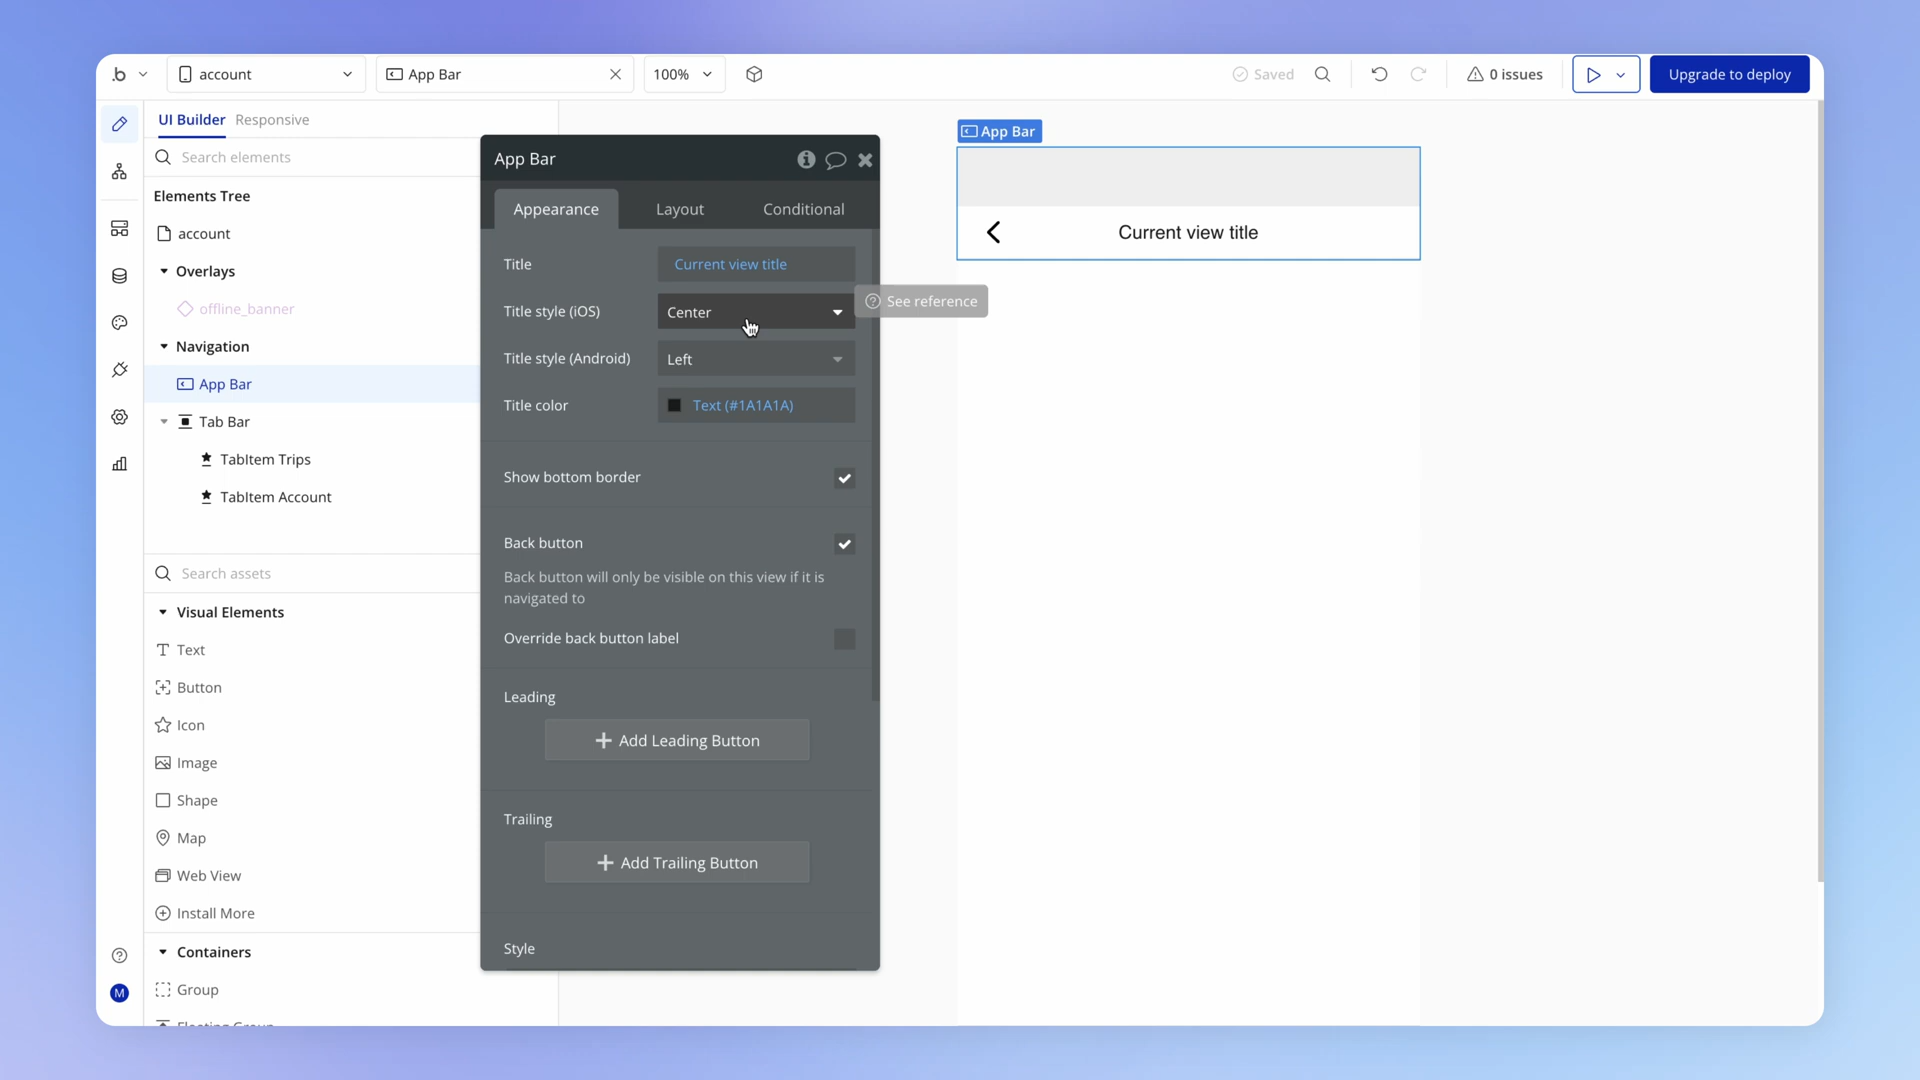 .b
account
App Bar
100%
Saved
0 issues
Upgrade to deploy
UI Builder
Responsive
Search elements
Elements Tree
account
Overlays
offline_banner
Navigation
App Bar
Tab Bar
TabItem Trips
TabItem Account
Search assets
Visual Elements
Text
Button
Icon
Image
Shape
Map
Web View
Install More
Containers
Group
M
App Bar
Appearance
Layout
Conditional
Title
Current view title
Title style (iOS)
Center
See reference
Title style (Android)
Left
Title color
Text (#1A1A1A)
Show bottom border
Back button
Back button will only be visible on this view if it is
navigated to
Override back button label
Leading
Add Leading Button
Trailing
Add Trailing Button
Style
App Bar
Current view title